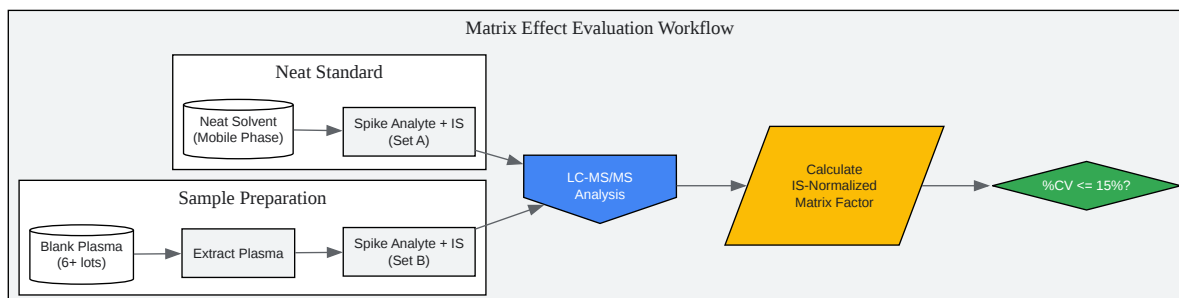 Matrix Effect Evaluation Workflow
Neat Standard
Neat Solvent
(Mobile Phase)
Spike Analyte + IS
(Set A)
Sample Preparation
Blank Plasma
(6+ lots)
Extract Plasma
Spike Analyte + IS
(Set B)
LC-MS/MS
Analysis
Calculate
IS-Normalized
Matrix Factor
%CV <= 15%?